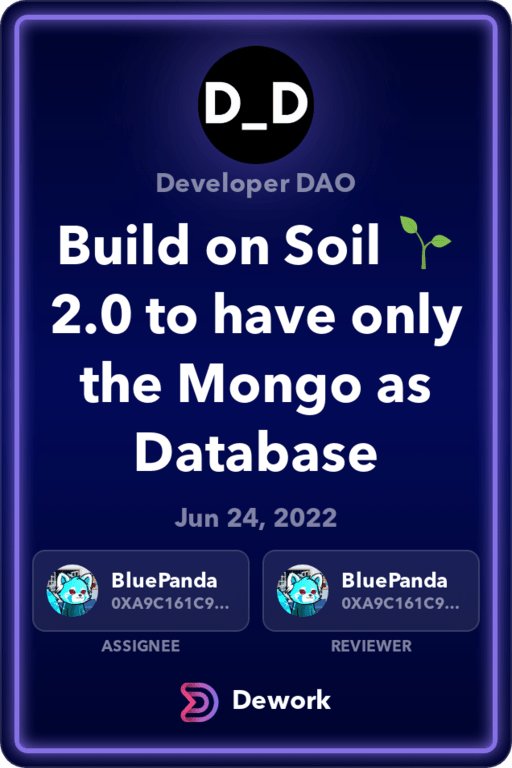 D_D
Developer DAO
Build on Soil 🌱
2.0 to have only
the Mongo as
Database
Jun 24, 2022
BluePanda
0XA9C161C9...
ASSIGNEE
BluePanda
0XA9C161C9...
REVIEWER
Dework